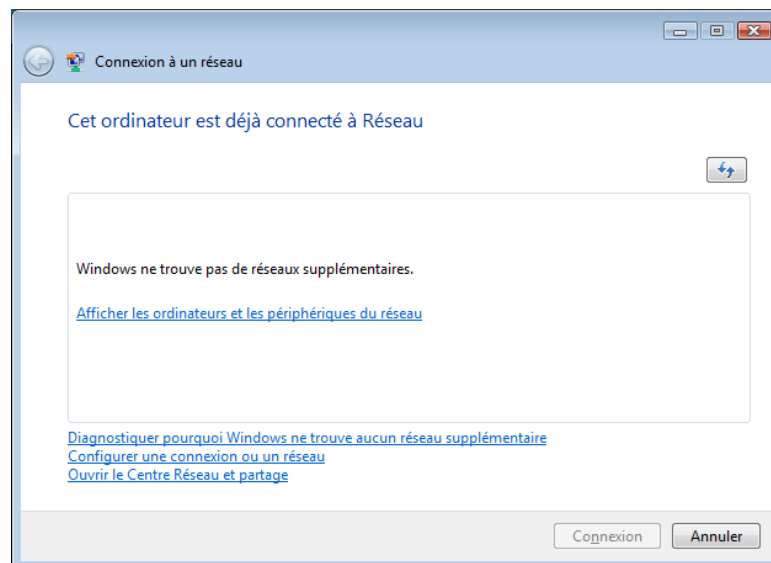 Connexion à un réseau
Cet ordinateur est déjà connecté à Réseau
Windows ne trouve pas de réseaux supplémentaires.
Afficher les ordinateurs et les périphériques du réseau
Diagnostiquer pourquoi Windows ne trouve aucun réseau supplémentaire
Configurer une connexion ou un réseau
Ouvrir le Centre Réseau et partage
Connexion Annuler